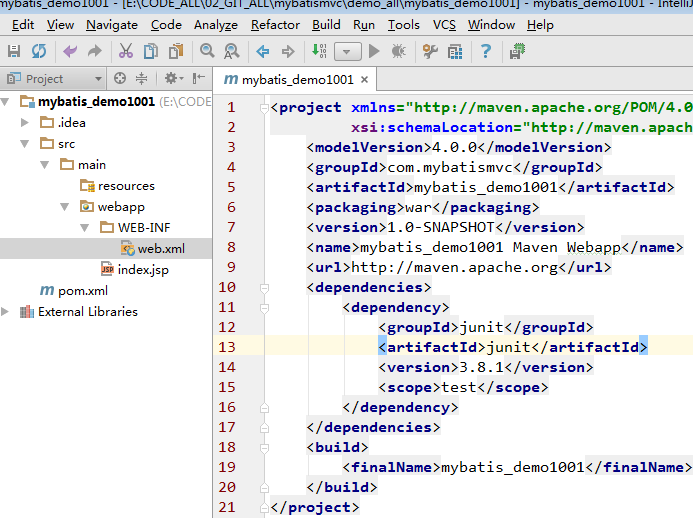 mybatis_demo1001 - [E:\CODE_ALL\02_GIT_ALL\mybatismvc\demo_all\mybatis_demo1001] - mybatis_demo1001 - IntelliJ
Edit View Navigate Code Analyze Refactor Build Run Tools VCS Window Help
Project
mybatis_demo1001
mybatis_demo1001 (E:\CODE
.idea
src
main
resources
webapp
WEB-INF
web.xml
index.jsp
pom.xml
External Libraries
1 <project xmlns="http://maven.apache.org/POM/4.0
2 xsi:schemaLocation="http://maven.apac
3 <modelVersion>4.0.0</modelVersion>
4 <groupId>com.mybatismvc</groupId>
5 <artifactId>mybatis_demo1001</artifactId>
6 <packaging>war</packaging>
7 <version>1.0-SNAPSHOT</version>
8 <name>mybatis_demo1001 Maven Webapp</name>
9 <url>http://maven.apache.org</url>
10 <dependencies>
11 <dependency>
12 <groupId>junit</groupId>
13 <artifactId>junit</artifactId>
14 <version>3.8.1</version>
15 <scope>test</scope>
16 </dependency>
17 </dependencies>
18 <build>
19 <finalName>mybatis_demo1001</finalName>
20 </build>
21 </project>